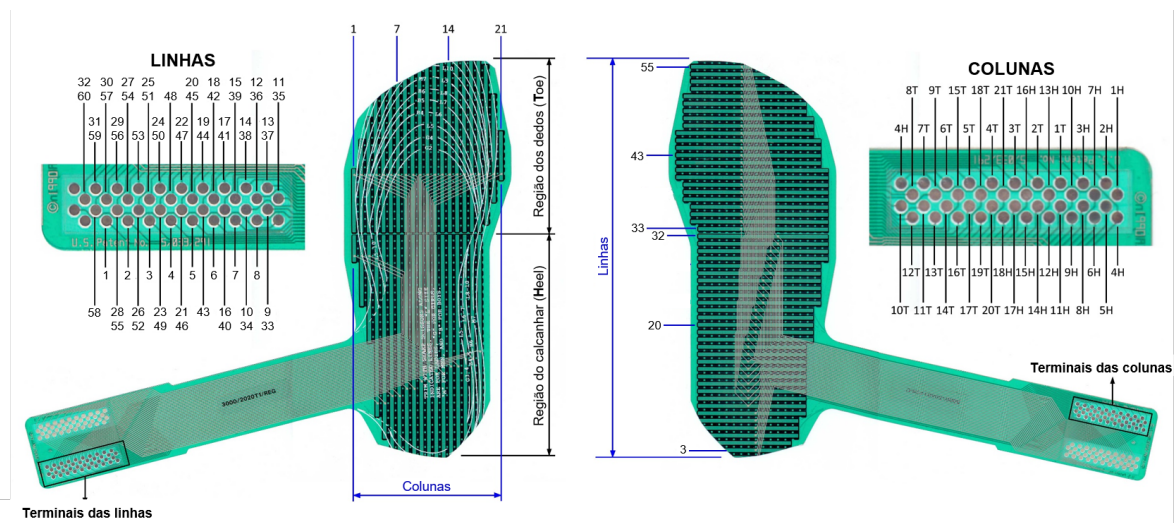 LINHAS
32 30 27 25 20 18 15 12 11
60 57 54 51 48 45 42 39 36 35
31 29 24 22 19 17 14 13
59 56 53 50 47 44 41 38 37
U.S. Patent No. 5,033,291
1 2 3 4 5 6 7 8
58 28 26 23 21 43 16 10 9
55 52 49 46 40 34 33
3000/2020T1/REG
Terminais das linhas
1 7 14 21
Região dos dedos (Toe)
Região do calcanhar (Heel)
Colunas
Linhas
55
43
33
32
20
3
COLUNAS
8T 9T 15T 18T 21T 16H 13H 10H 7H 1H
4H 7T 6T 5T 4T 3T 2T 1T 3H 2H
12T 13T 16T 19T 18H 15H 12H 9H 6H 4H
10T 11T 14T 17T 20T 17H 14H 11H 8H 5H
Terminais das colunas